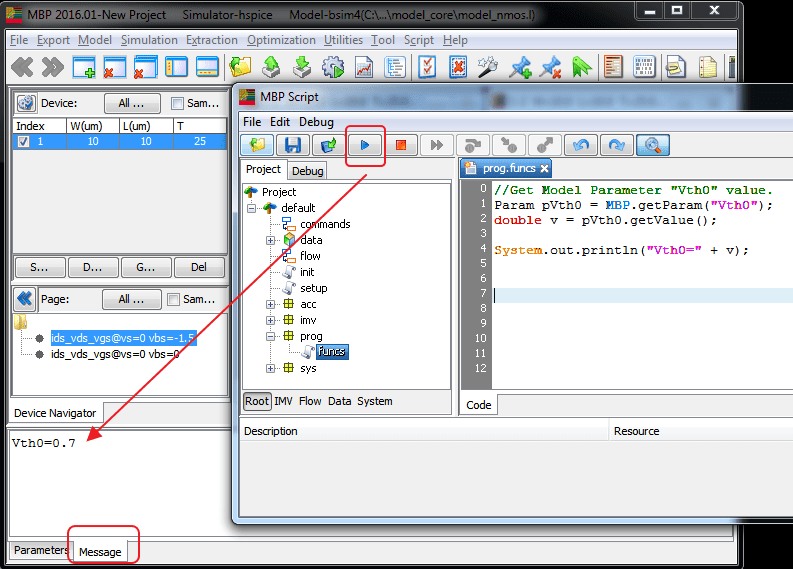 MBP 2016.01-New Project Simulator-hspice Model-bsim4(C:\...\model_core\model_nmos.l)
File Export Model Simulation Extraction Optimization Utilities Tool Script Help
Device: All ... Sam...
Index W(um) L(um) T
1 10 10 25
S... D... G... Del
Page: All ... Sam...
ids_vds_vgs@vs=0 vbs=-1.5
ids_vds_vgs@vs=0 vbs=0
Device Navigator
Vth0=0.7
Parameters Message
MBP Script
File Edit Debug
Project Debug
Project
default
commands
data
flow
init
setup
acc
imv
prog
funcs
sys
Root IMV Flow Data System
prog.funcs
0 //Get Model Parameter "Vth0" value.
1 Param pVth0 = MBP.getParam("Vth0");
2 double v = pVth0.getValue();
3
4 System.out.println("Vth0=" + v);
5
6
7
8
9
10
11
12
Code
Description Resource